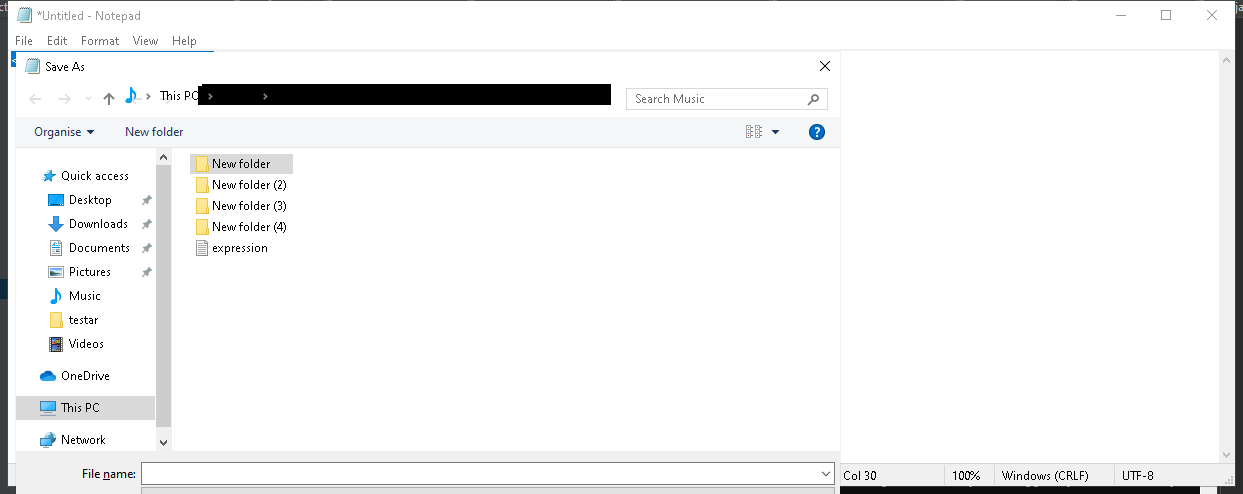 *Untitled - Notepad
File Edit Format View Help
Save As
This PC > >
Search Music
Organise New folder
Quick access
Desktop
Downloads
Documents
Pictures
Music
testar
Videos
OneDrive
This PC
Network
New folder
New folder (2)
New folder (3)
New folder (4)
expression
File name:
Col 30 100% Windows (CRLF) UTF-8